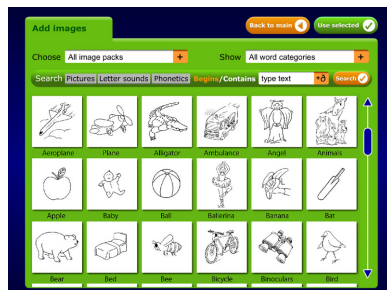 Add images
Back to main
Use selected
Choose All image packs + Show All word categories +
Search Pictures Letter sounds Phonetics Begins/Contains type text +ð Search
Aeroplane Plane Alligator Ambulance Angel Animals
Apple Baby Ball Ballerina Banana Bat
Bear Bed Bee Bicycle Binoculars Bird